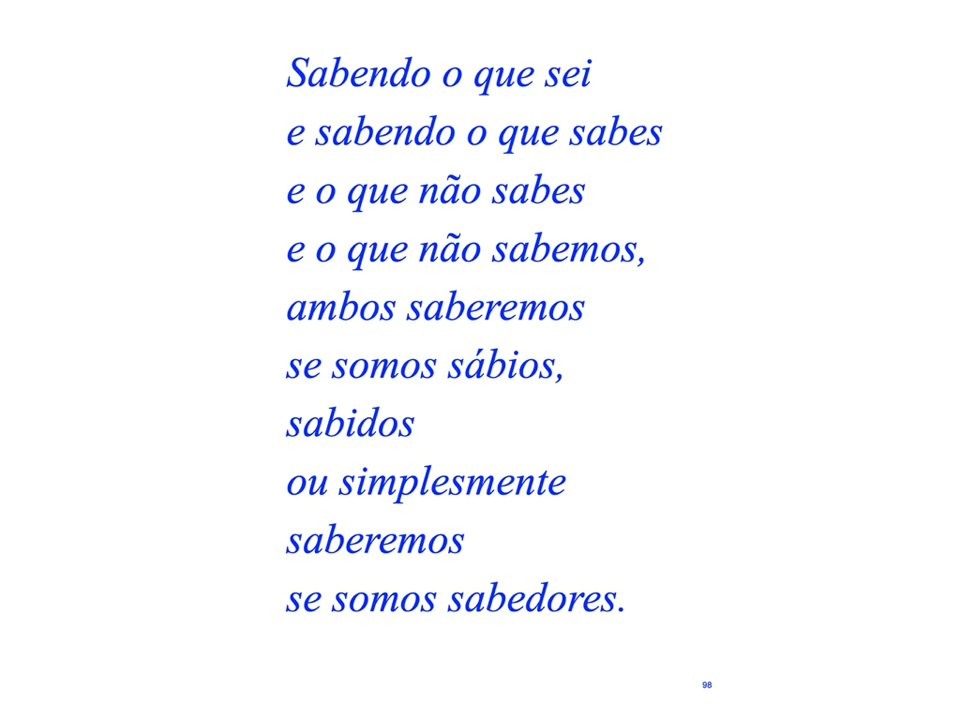 Sabendo o que sei
e sabendo o que sabes
e o que não sabes
e o que não sabemos,
ambos saberemos
se somos sábios,
sabidos
ou simplesmente
saberemos
se somos sabedores.
98